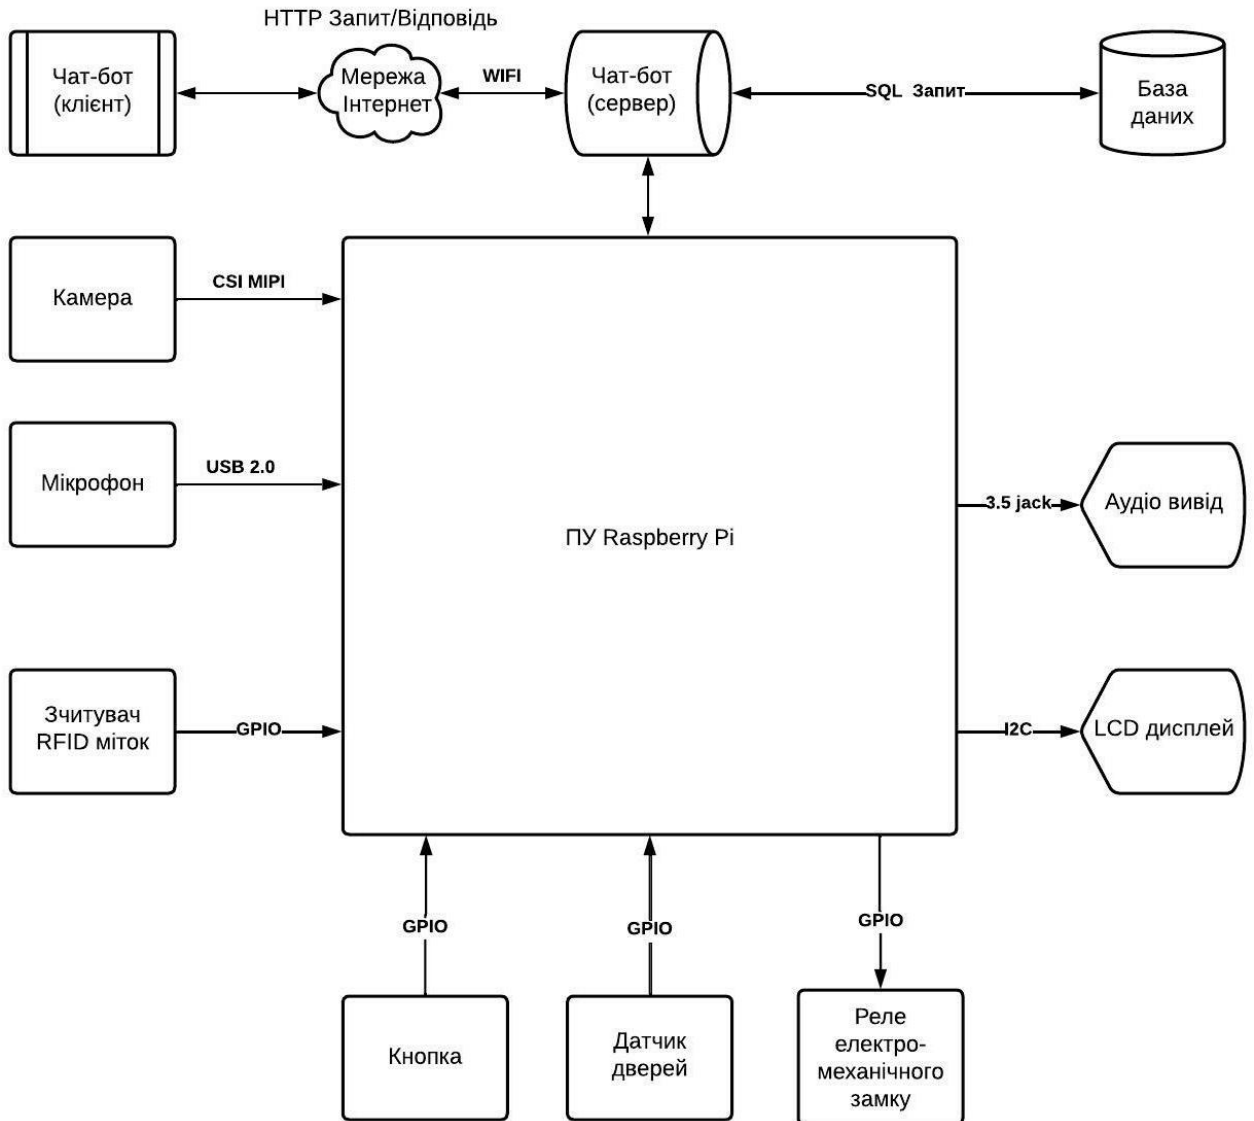 HTTP Запит/Відповідь
Чат-бот
(клієнт)
Мережа
Інтернет
WIFI
Чат-бот
(сервер)
SQL Запит
База
даних
Камера
CSI MIPI
Мікрофон
USB 2.0
ПУ Raspberry Pi
3.5 jack
Аудіо вивід
Зчитувач
RFID міток
GPIO
I2C
LCD дисплей
GPIO
GPIO
GPIO
Кнопка
Датчик
дверей
Реле
електро-
механічного
замку